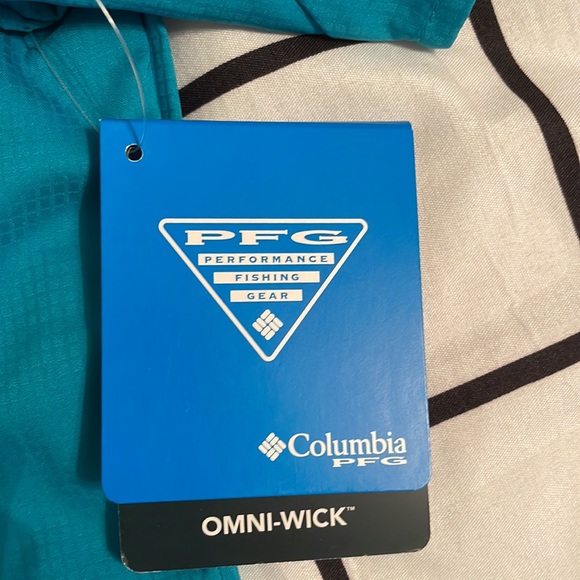 PFG
PERFORMANCE
FISHING
GEAR
Columbia
PFG
OMNI-WICK™